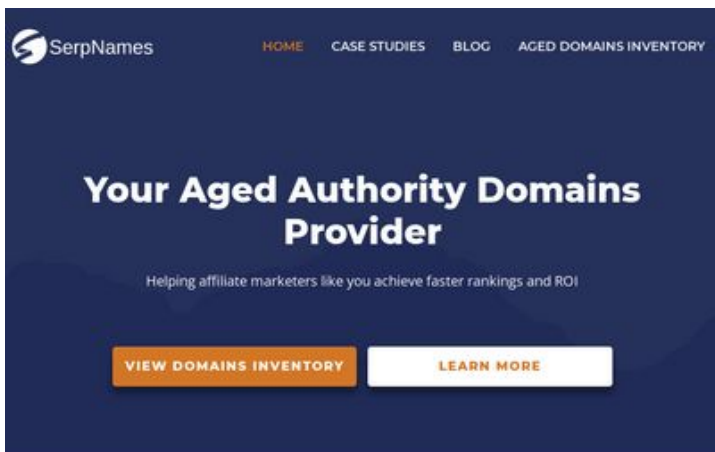 SerpNames
HOME CASE STUDIES BLOG AGED DOMAINS INVENTORY
Your Aged Authority Domains
Provider
Helping affiliate marketers like you achieve faster rankings and ROI
VIEW DOMAINS INVENTORY
LEARN MORE